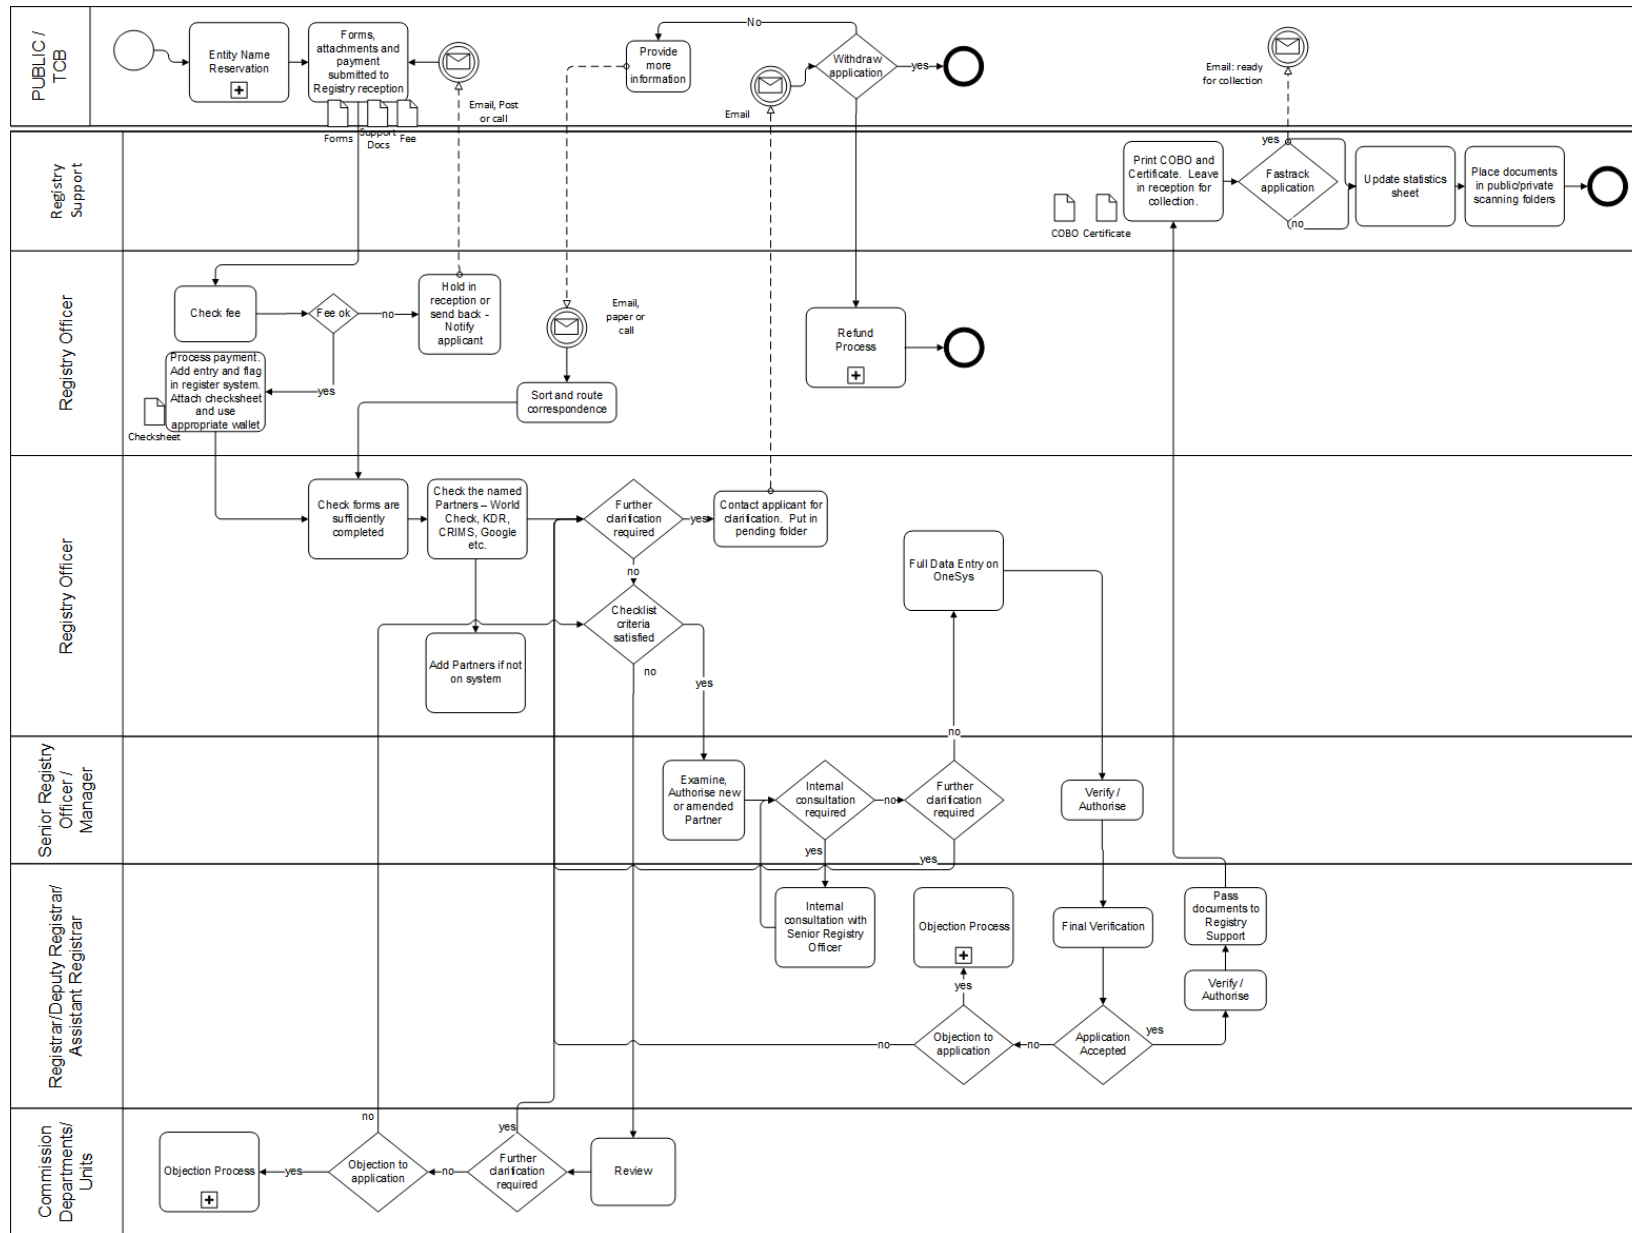 PUBLIC /
TCB
Entity Name
Reservation
Forms,
attachments and
payment
submitted to
Registry reception
Forms
Support
Docs
Fee
Email, Post
or call
Provide
more
information
No
Email
Withdraw
application
yes
Email: ready
for collection
Registry
Support
COBO
Certificate
Print COBO and
Certificate. Leave
in reception for
collection.
yes
Fastrack
application
no
Update statistics
sheet
Place documents
in public/private
scanning folders
Registry Officer
Check fee
Fee ok
no
yes
Hold in
reception or
send back -
Notify
applicant
Email,
paper or
call
Sort and route
correspondence
Refund
Process
Process payment.
Add entry and flag
in register system.
Attach checksheet
and use
appropriate wallet
Checksheet
Registry Officer
Check forms are
sufficiently
completed
Check the named
Partners – World
Check, KDR,
CRIMS, Google
etc.
Further
clarification
required
yes
no
Contact applicant for
clarification. Put in
pending folder
Checklist
criteria
satisfied
no
yes
Add Partners if not
on system
Full Data Entry on
OneSys
Senior Registry
Officer /
Manager
Examine,
Authorise new
or amended
Partner
Internal
consultation
required
no
yes
Further
clarification
required
no
yes
Verify /
Authorise
Registrar/Deputy Registrar/
Assistant Registrar
Internal
consultation with
Senior Registry
Officer
Objection Process
yes
Objection to
application
no
no
Final Verification
Application
Accepted
yes
Pass
documents to
Registry
Support
Verify /
Authorise
Commission
Departments/
Units
Objection Process
yes
no
Objection to
application
no
yes
Further
clarification
required
Review